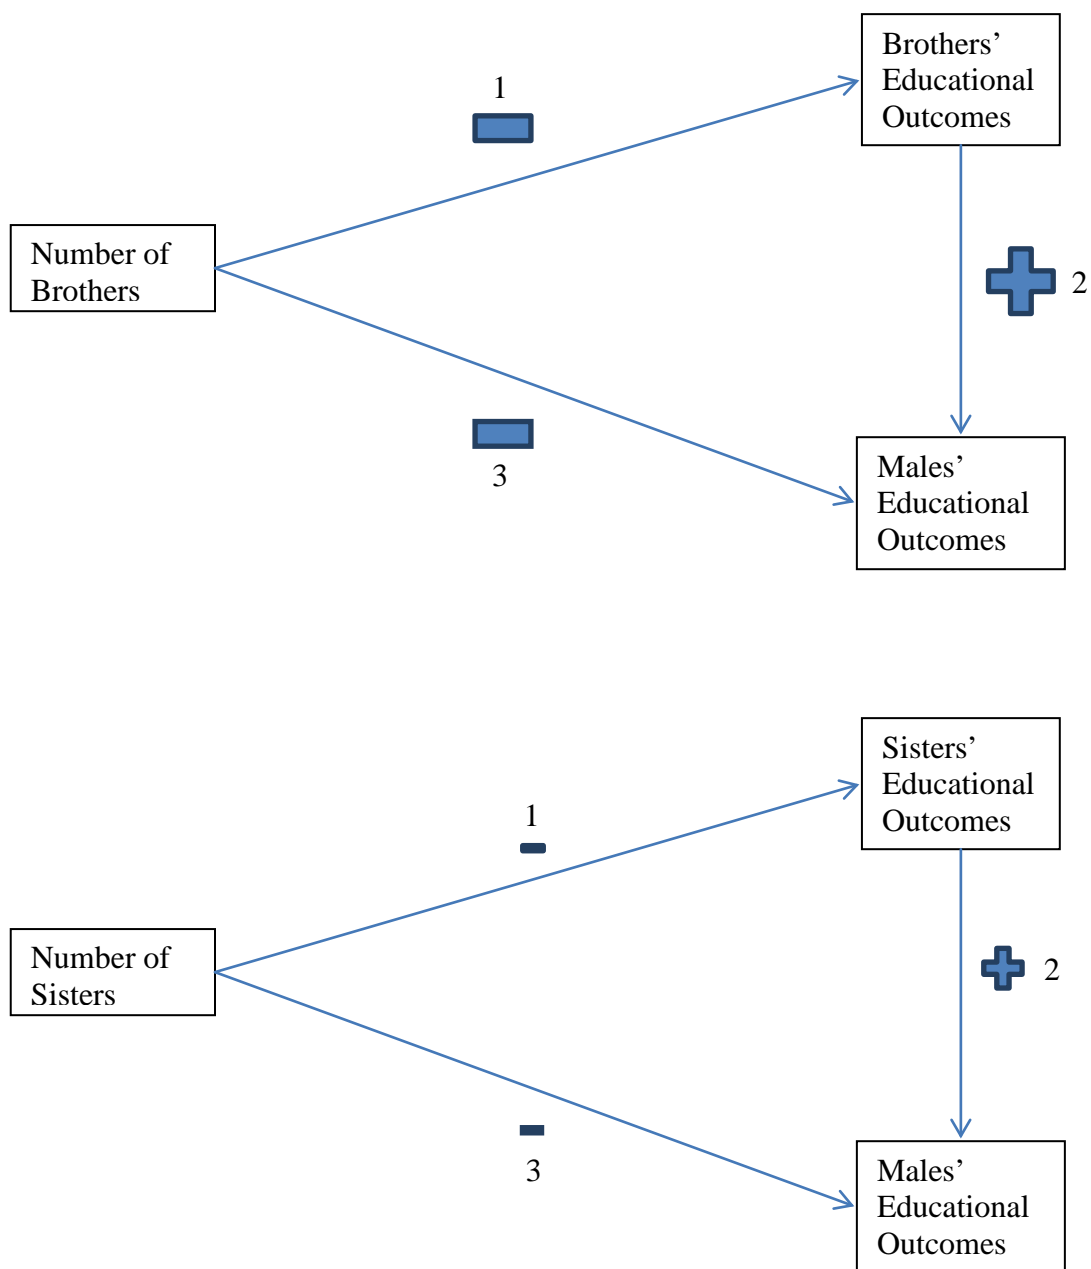 Brothers’
Educational
Outcomes
1
Number of
Brothers
2
3
Males’
Educational
Outcomes
Sisters’
Educational
Outcomes
1
Number of
Sisters
2
3
Males’
Educational
Outcomes